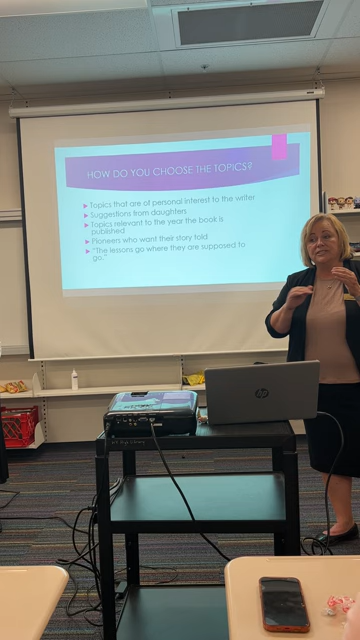 HOW DO YOU CHOOSE THE TOPICS?
Topics that are of personal interest to the writer
Suggestions from daughters
Topics relevant to the year the book is
published
Pioneers who want their story told
"The lessons go where they are supposed to
go."
hp